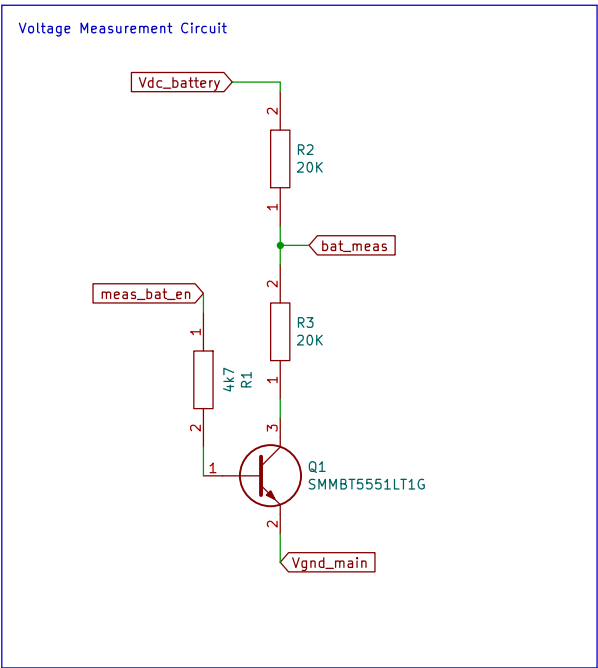 Voltage Measurement Circuit
Vdc_battery
2
R2
20K
1
bat_meas
2
meas_bat_en
R3
20K
1
4k7
R1
1
2
3
1
Q1
SMMBT5551LT1G
2
Vgnd_main